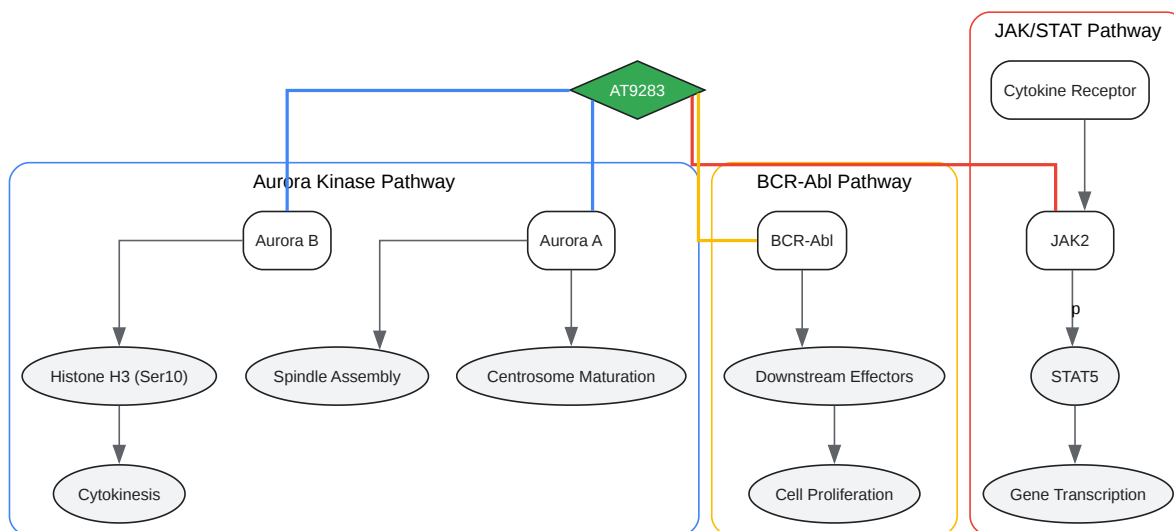 JAK/STAT Pathway
AT9283
Cytokine Receptor
Aurora Kinase Pathway
BCR-Abl Pathway
Aurora B
Aurora A
BCR-Abl
JAK2
p
Histone H3 (Ser10)
Spindle Assembly
Centrosome Maturation
Downstream Effectors
STAT5
Cytokinesis
Cell Proliferation
Gene Transcription